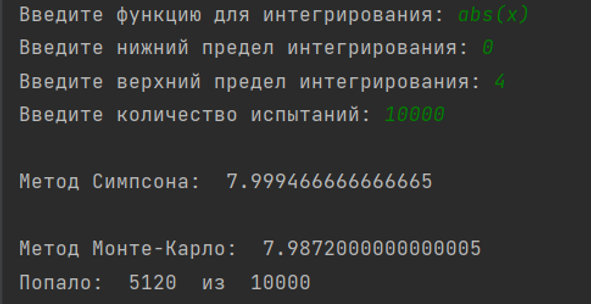 Введите функцию для интегрирования: abs(x)
Введите нижний предел интегрирования: 0
Введите верхний предел интегрирования: 4
Введите количество испытаний: 10000
Метод Симпсона:  7.999466666666665
Метод Монте-Карло:  7.9872000000000005
Попало:  5120  из  10000